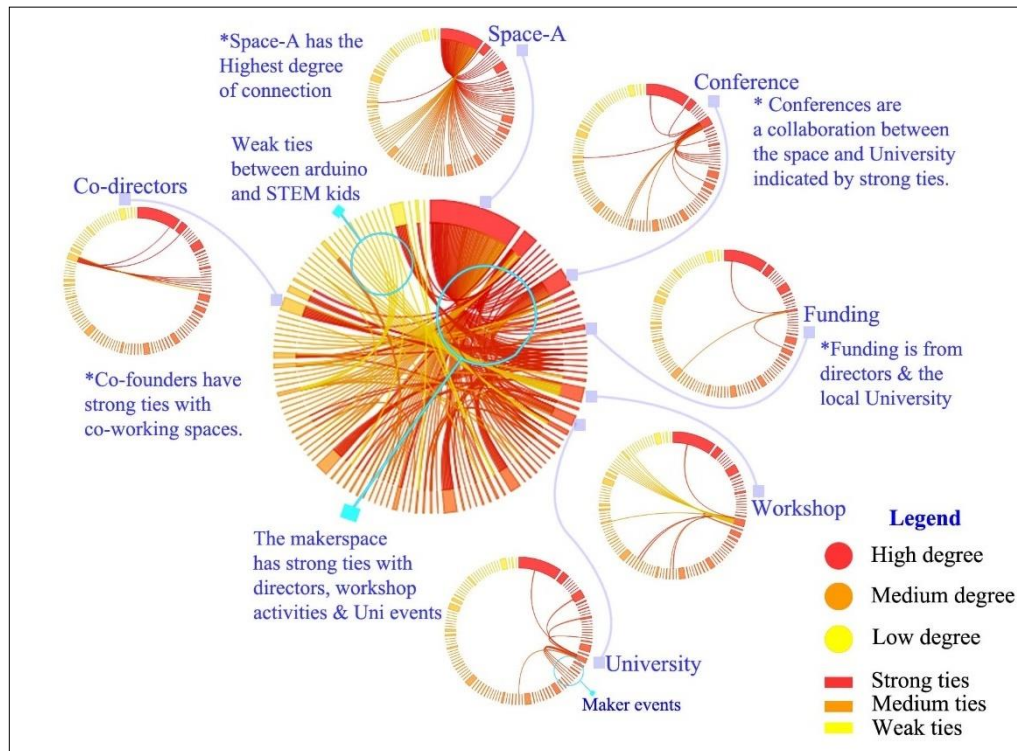 Space-A
*Space-A has the
Highest degree
of connection
Conference
* Conferences are
a collaboration between
the space and University
indicated by strong ties.
Weak ties
between arduino
and STEM kids
Co-directors
*Co-founders have
strong ties with
co-working spaces.
Funding
*Funding is from
directors & the
local University
Workshop
The makerspace
has strong ties with
directors, workshop
activities & Uni events
University
Maker events
Legend
High degree
Medium degree
Low degree
Strong ties
Medium ties
Weak ties